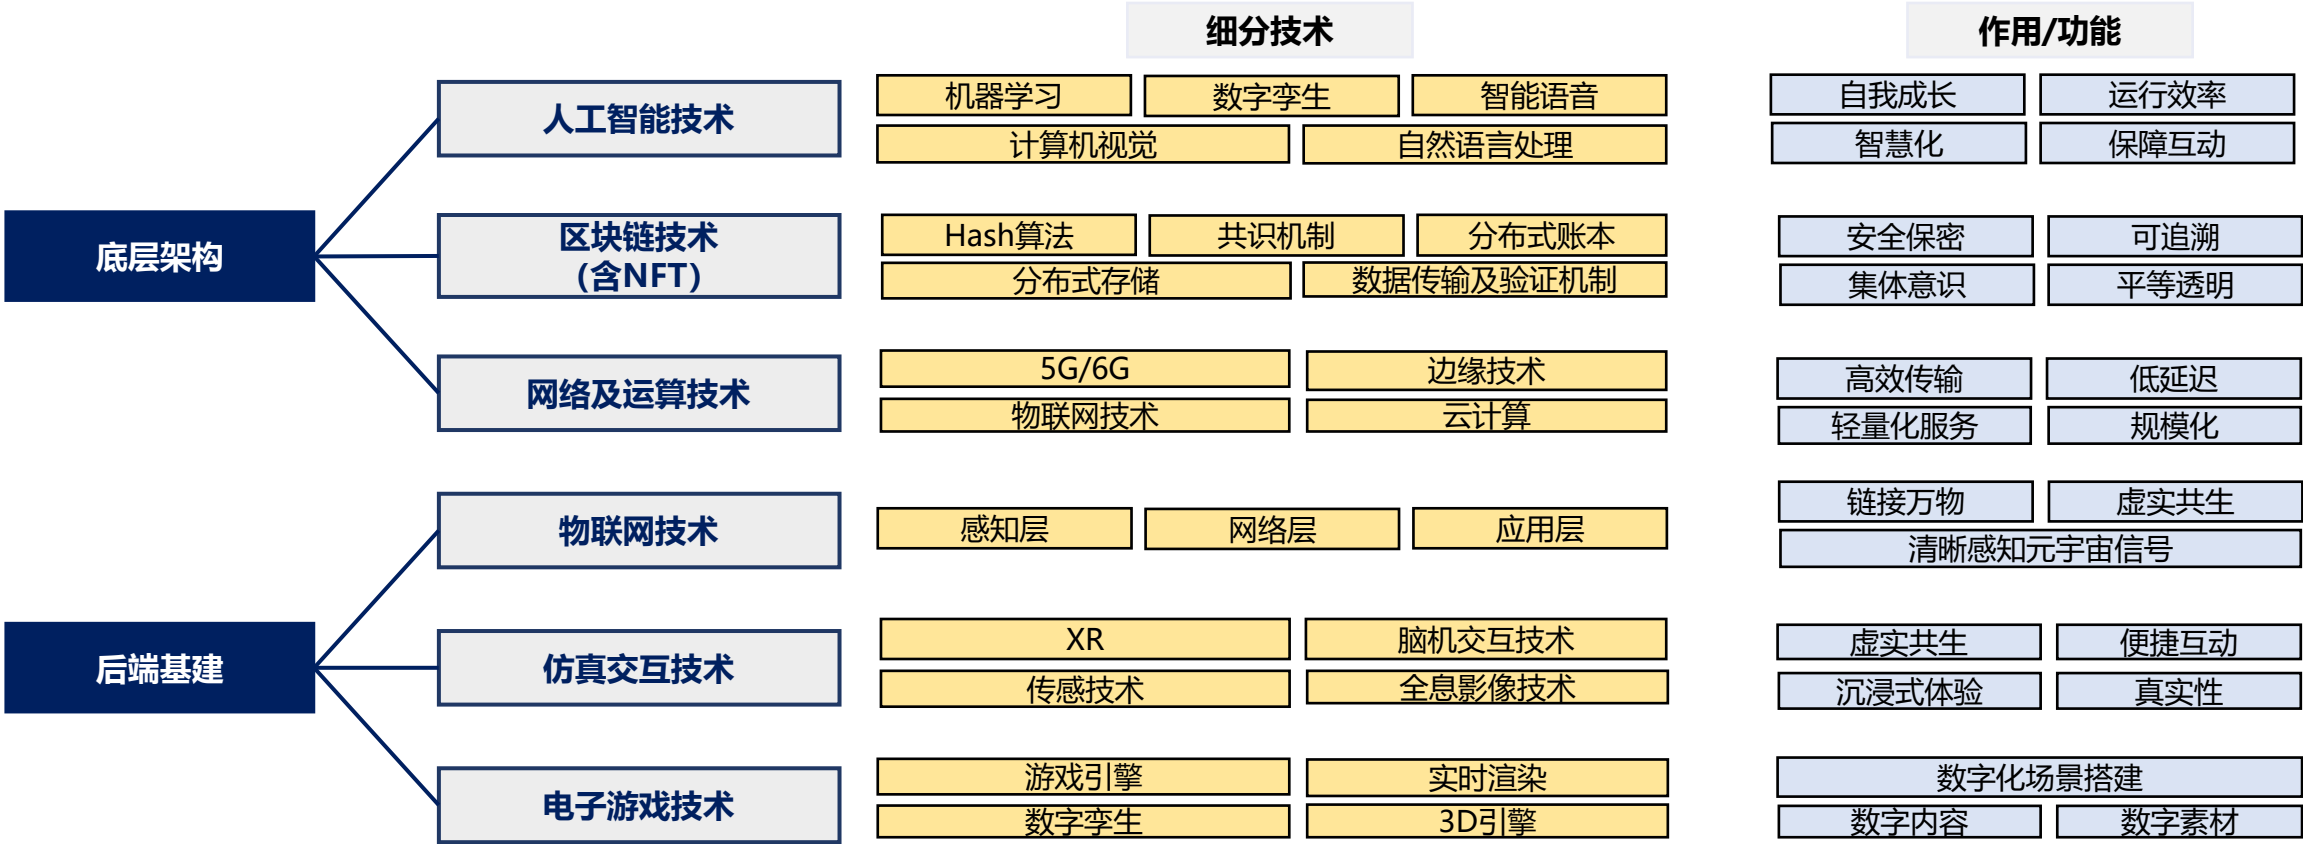 细分技术
作用/功能
底层架构
人工智能技术
机器学习
数字孪生
智能语音
计算机视觉
自然语言处理
自我成长
运行效率
智慧化
保障互动
区块链技术
(含NFT)
Hash算法
共识机制
分布式账本
分布式存储
数据传输及验证机制
安全保密
可追溯
集体意识
平等透明
网络及运算技术
5G/6G
边缘技术
物联网技术
云计算
高效传输
低延迟
轻量化服务
规模化
后端基建
物联网技术
感知层
网络层
应用层
链接万物
虚实共生
清晰感知元宇宙信号
仿真交互技术
XR
脑机交互技术
传感技术
全息影像技术
虚实共生
便捷互动
沉浸式体验
真实性
电子游戏技术
游戏引擎
实时渲染
数字孪生
3D引擎
数字化场景搭建
数字内容
数字素材